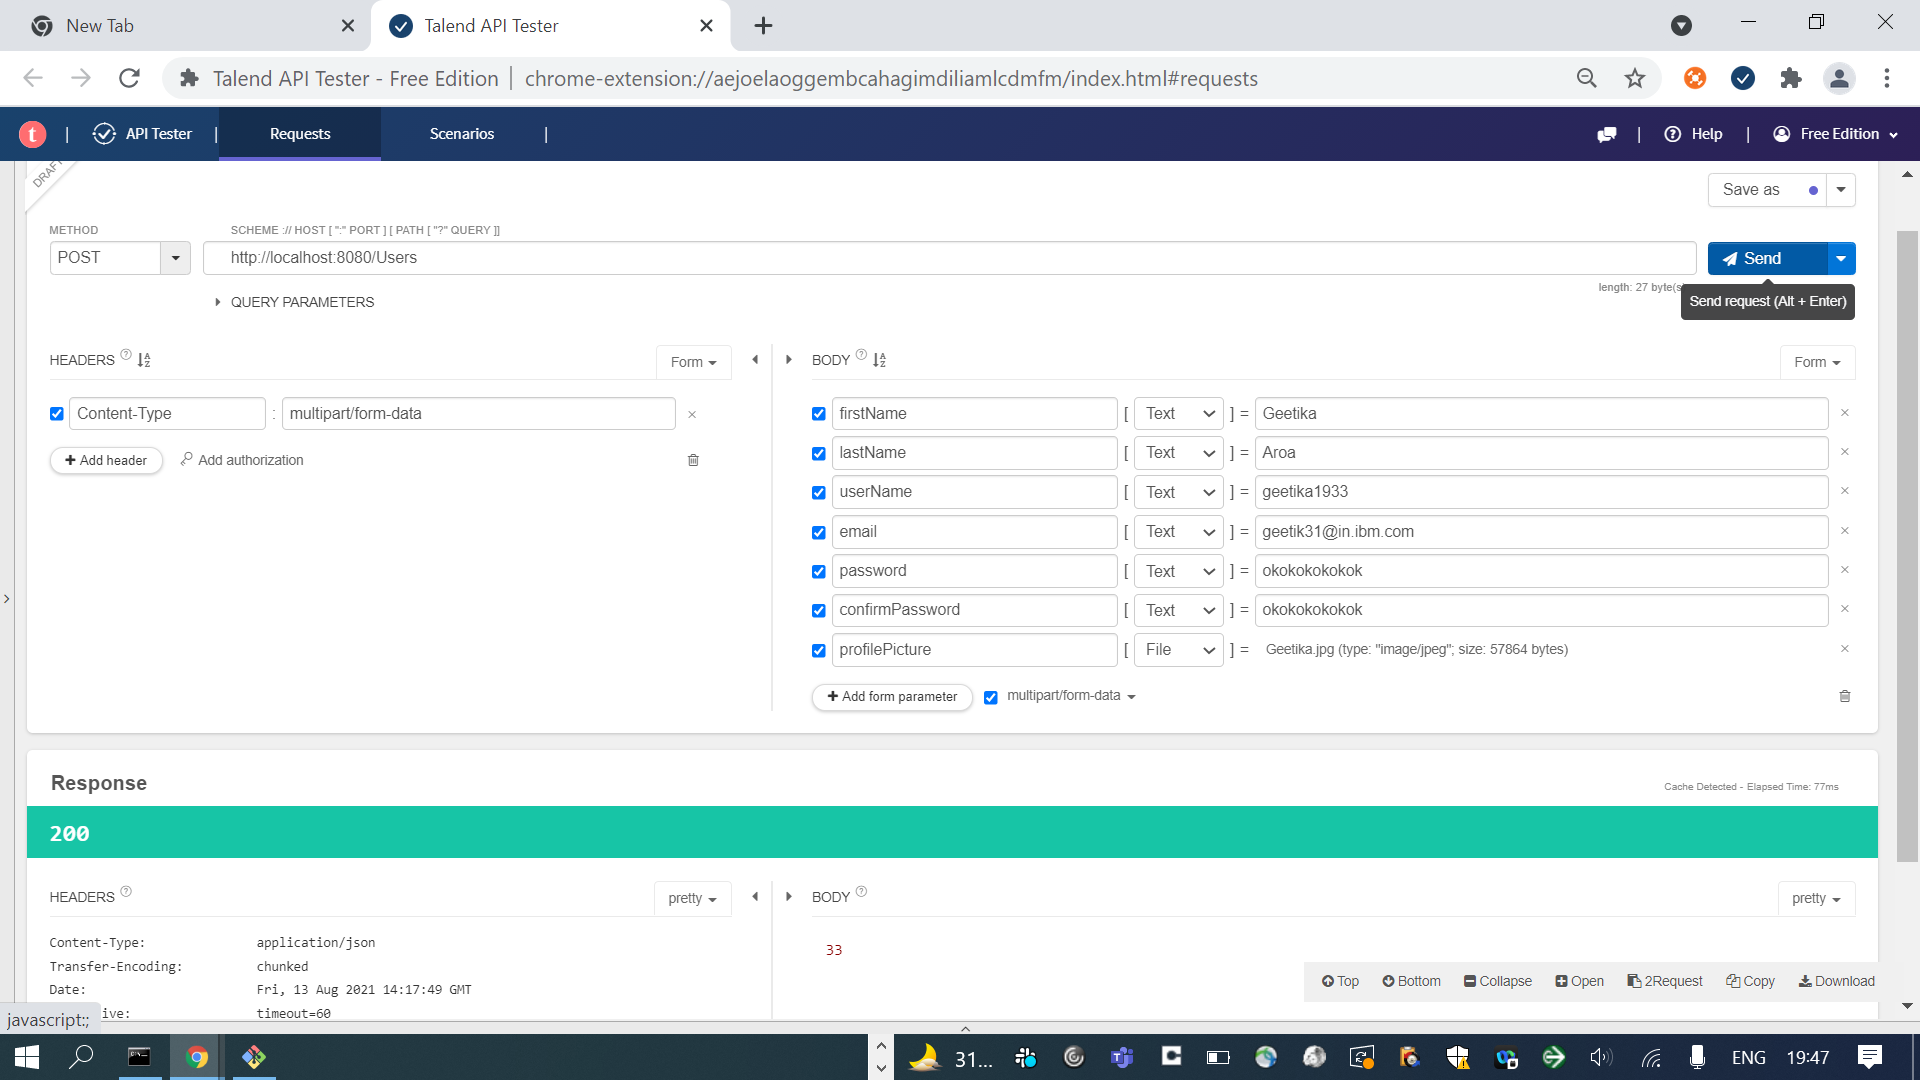 New Tab
Talend API Tester
Talend API Tester - Free Edition | chrome-extension://aejoelaoggembcahagimdiliamlcdmfm/index.html#requests
t | API Tester | Requests Scenarios | | Help | Free Edition
DRAFT
Save as
METHOD SCHEME :// HOST [ ":" PORT ] [ PATH [ "?" QUERY ]]
POST http://localhost:8080/Users Send
length: 27 byte(s
Send request (Alt + Enter)
QUERY PARAMETERS
HEADERS ? Form BODY ? Form
Content-Type : multipart/form-data ×
+ Add header Add authorization
firstName [ Text ] = Geetika ×
lastName [ Text ] = Aroa ×
userName [ Text ] = geetika1933 ×
email [ Text ] = geetik31@in.ibm.com ×
password [ Text ] = okokokokokok ×
confirmPassword [ Text ] = okokokokokok ×
profilePicture [ File ] = Geetika.jpg (type: "image/jpeg"; size: 57864 bytes) ×
+ Add form parameter multipart/form-data
Response
Cache Detected - Elapsed Time: 77ms
200
HEADERS ? pretty BODY ? pretty
Content-Type: application/json
Transfer-Encoding: chunked
Date: Fri, 13 Aug 2021 14:17:49 GMT
ive: timeout=60
33
Top Bottom Collapse Open 2Request Copy Download
javascript:;
31... ENG 19:47